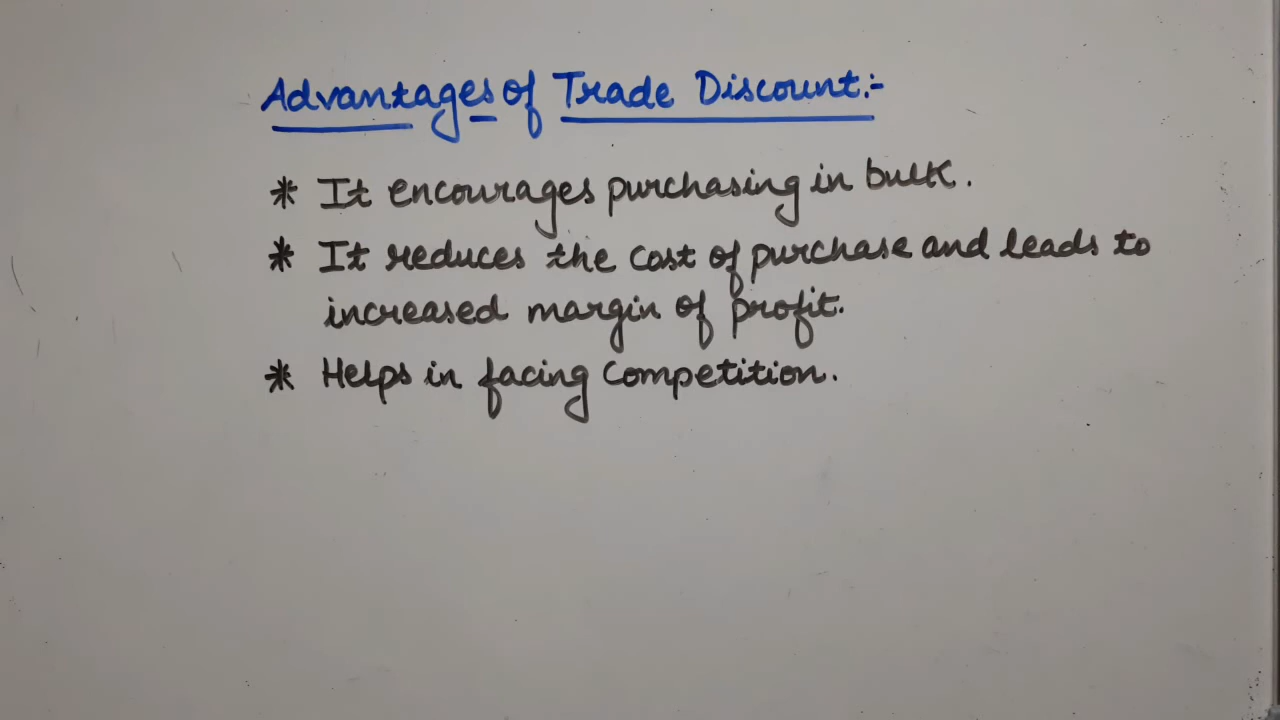 Advantages of Trade Discount:-
* It encourages purchasing in bulk.
* It reduces the cost of purchase and leads to
increased margin of profit.
* Helps in facing Competition.